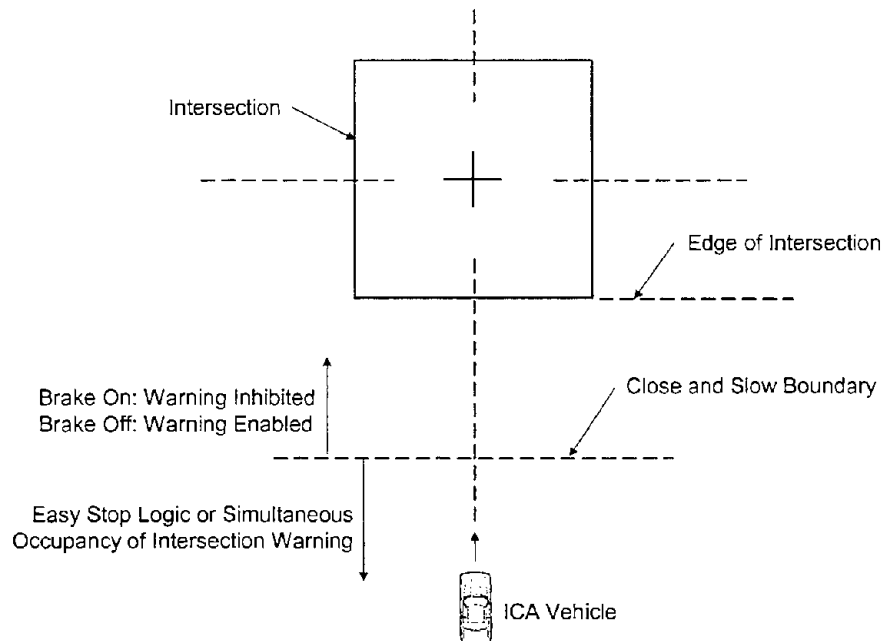 Intersection
Edge of Intersection
Brake On: Warning Inhibited
Brake Off: Warning Enabled
Close and Slow Boundary
Easy Stop Logic or Simultaneous
Occupancy of Intersection Warning
ICA Vehicle